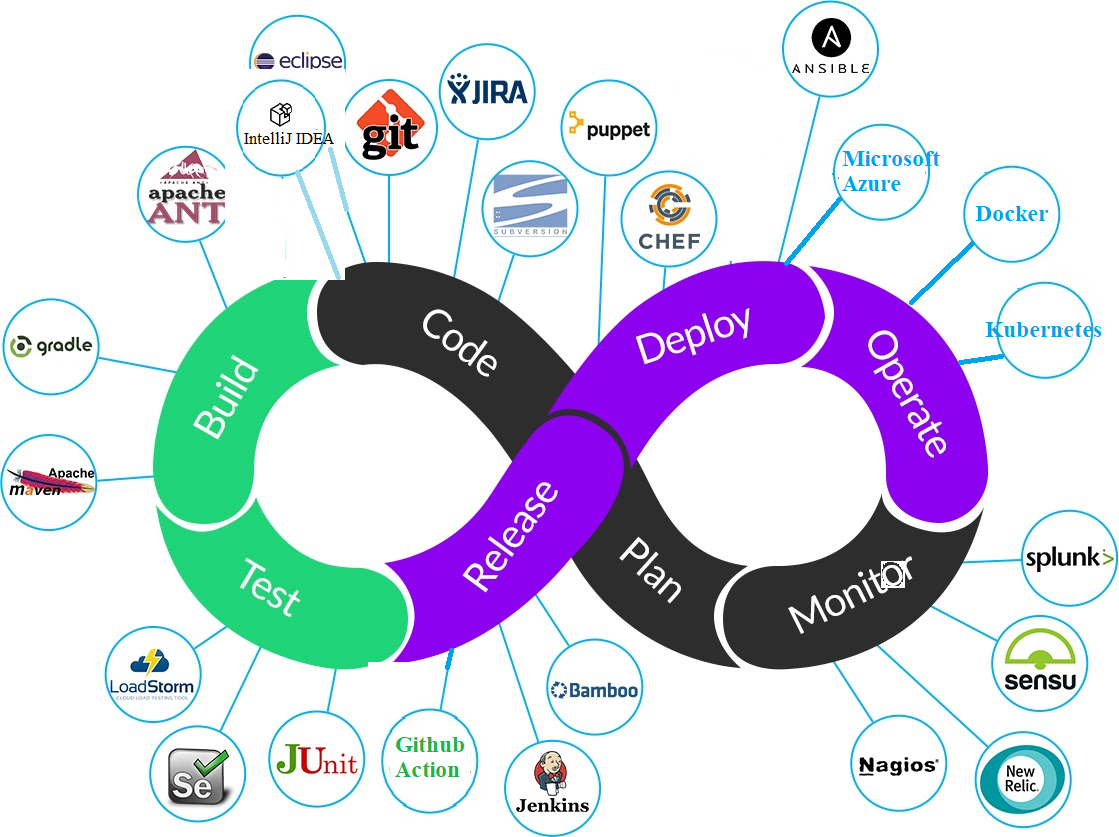 eclipse
IntelliJ IDEA
git
JIRA
puppet
ANSIBLE
apache
ANT
SUBVERSION
CHEF
Microsoft
Azure
Docker
Kubernetes
gradle
Apache
maven
Code
Build
Deploy
Operate
Test
Release
Plan
Monitor
splunk>
sensu
LoadStorm
CLOUD LOAD TESTING TOOL
Se
JUnit
Github
Action
Bamboo
Jenkins
Nagios®
New
Relic.